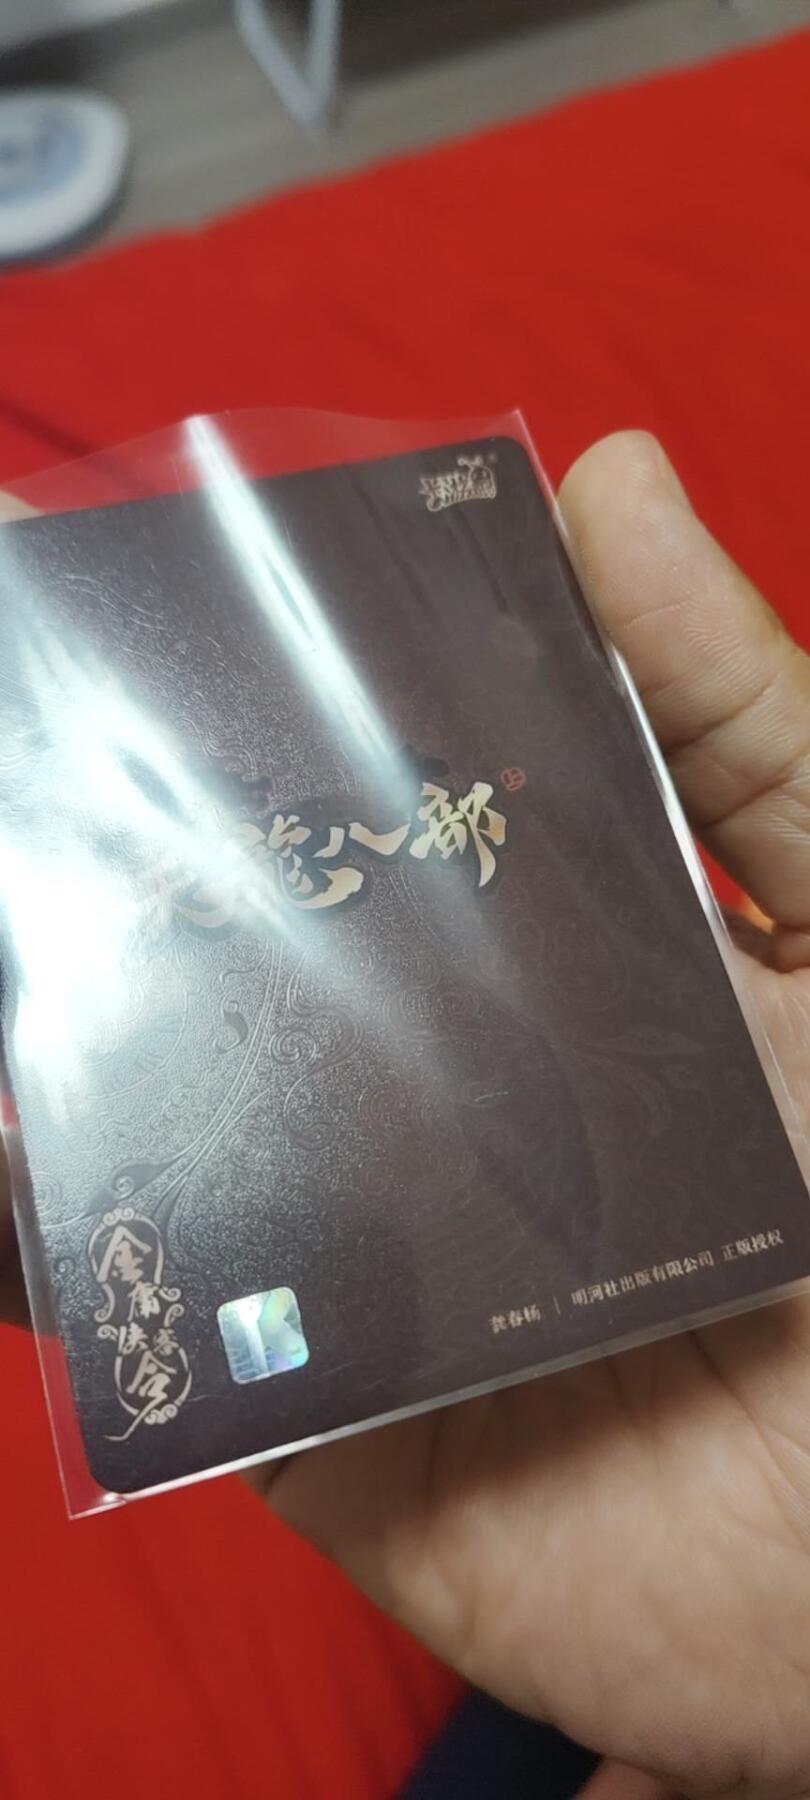 天龍八部
上
金庸
侠客
令
龚春杨 | 明河社出版有限公司 正版授权